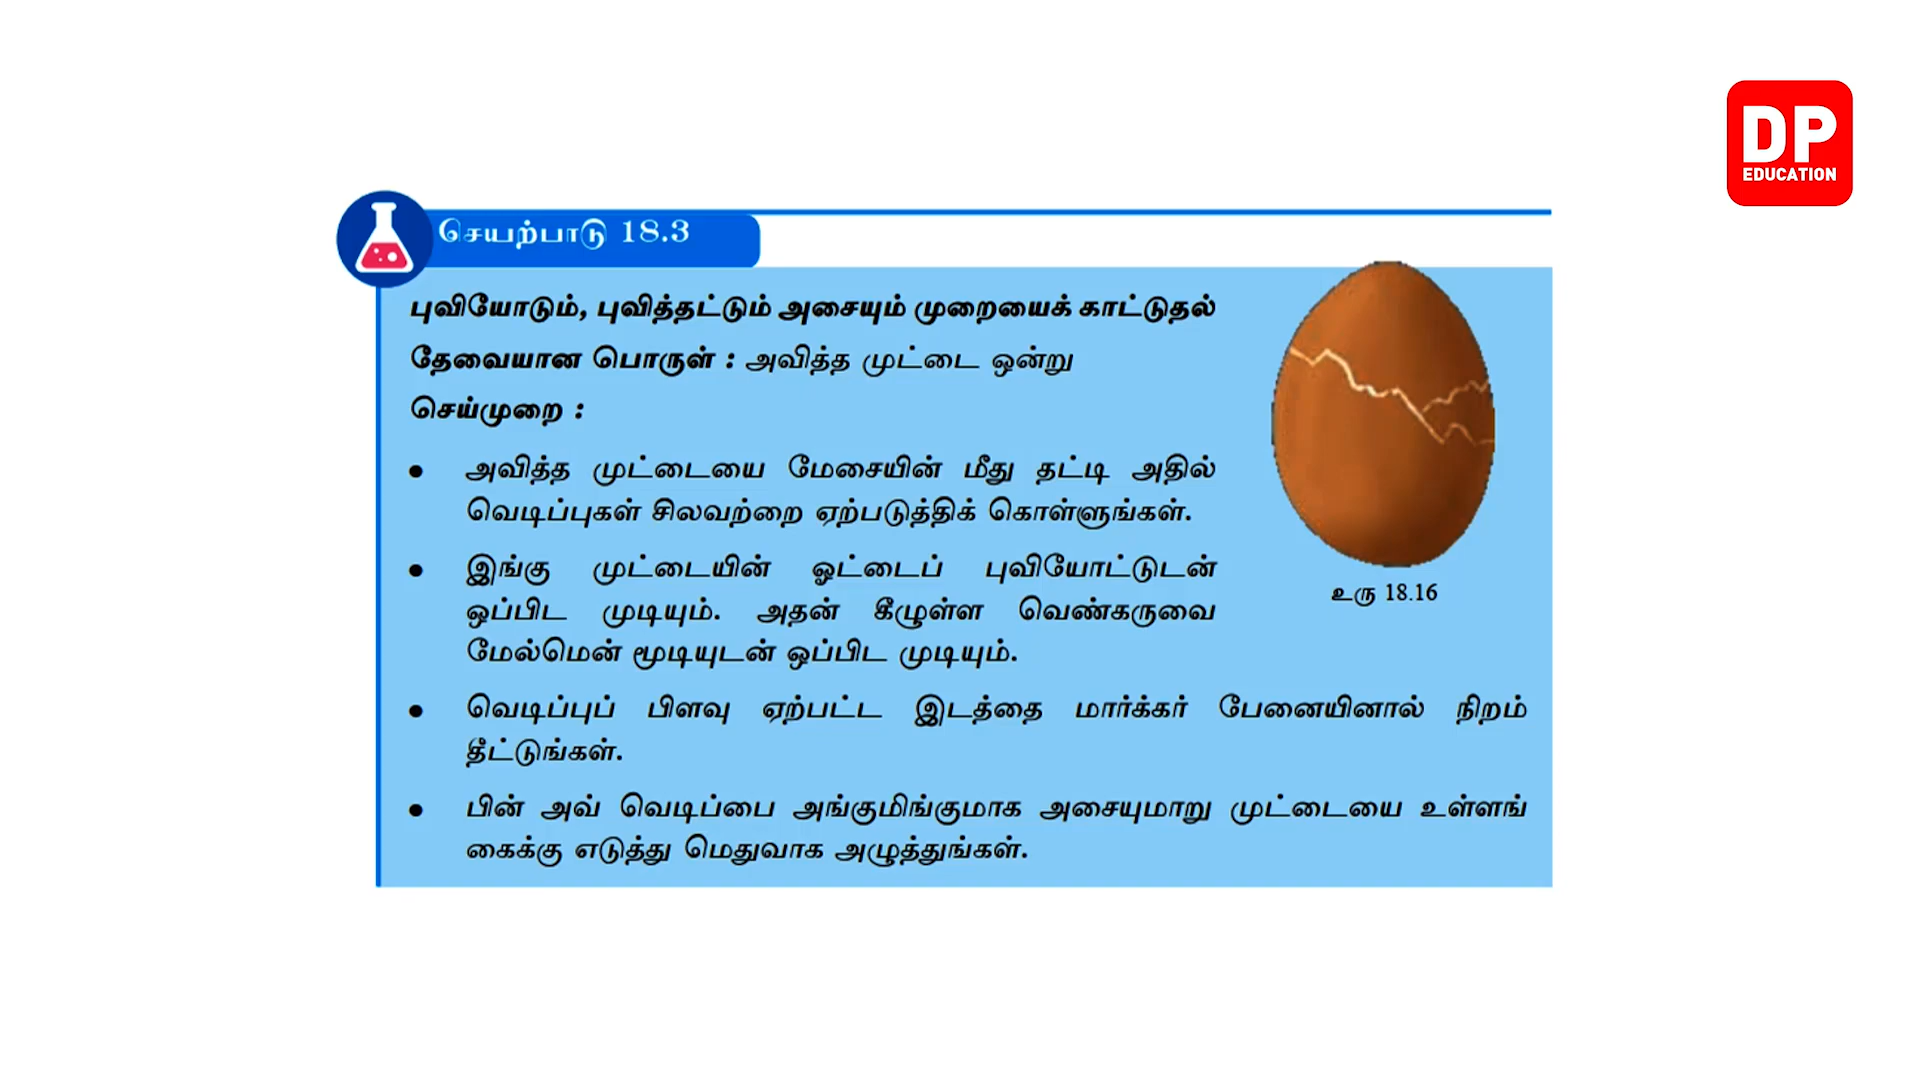 DP
EDUCATION
செயற்பாடு 18.3
புவியோடும், புவித்தட்டும் அசையும் முறையைக் காட்டுதல்
தேவையான பொருள் : அவித்த முட்டை ஒன்று
செய்முறை :
• அவித்த முட்டையை மேசையின் மீது தட்டி அதில்
வெடிப்புகள் சிலவற்றை ஏற்படுத்திக் கொள்ளுங்கள்.
• இங்கு முட்டையின் ஓட்டைப் புவியோட்டுடன்
ஒப்பிட முடியும். அதன் கீழுள்ள வெண்கருவை
மேல்மென் மூடியுடன் ஒப்பிட முடியும்.
உரு 18.16
• வெடிப்புப் பிளவு ஏற்பட்ட இடத்தை மார்க்கர் பேனையினால் நிறம்
தீட்டுங்கள்.
• பின் அவ் வெடிப்பை அங்குமிங்குமாக அசையுமாறு முட்டையை உள்ளங்
கைக்கு எடுத்து மெதுவாக அழுத்துங்கள்.